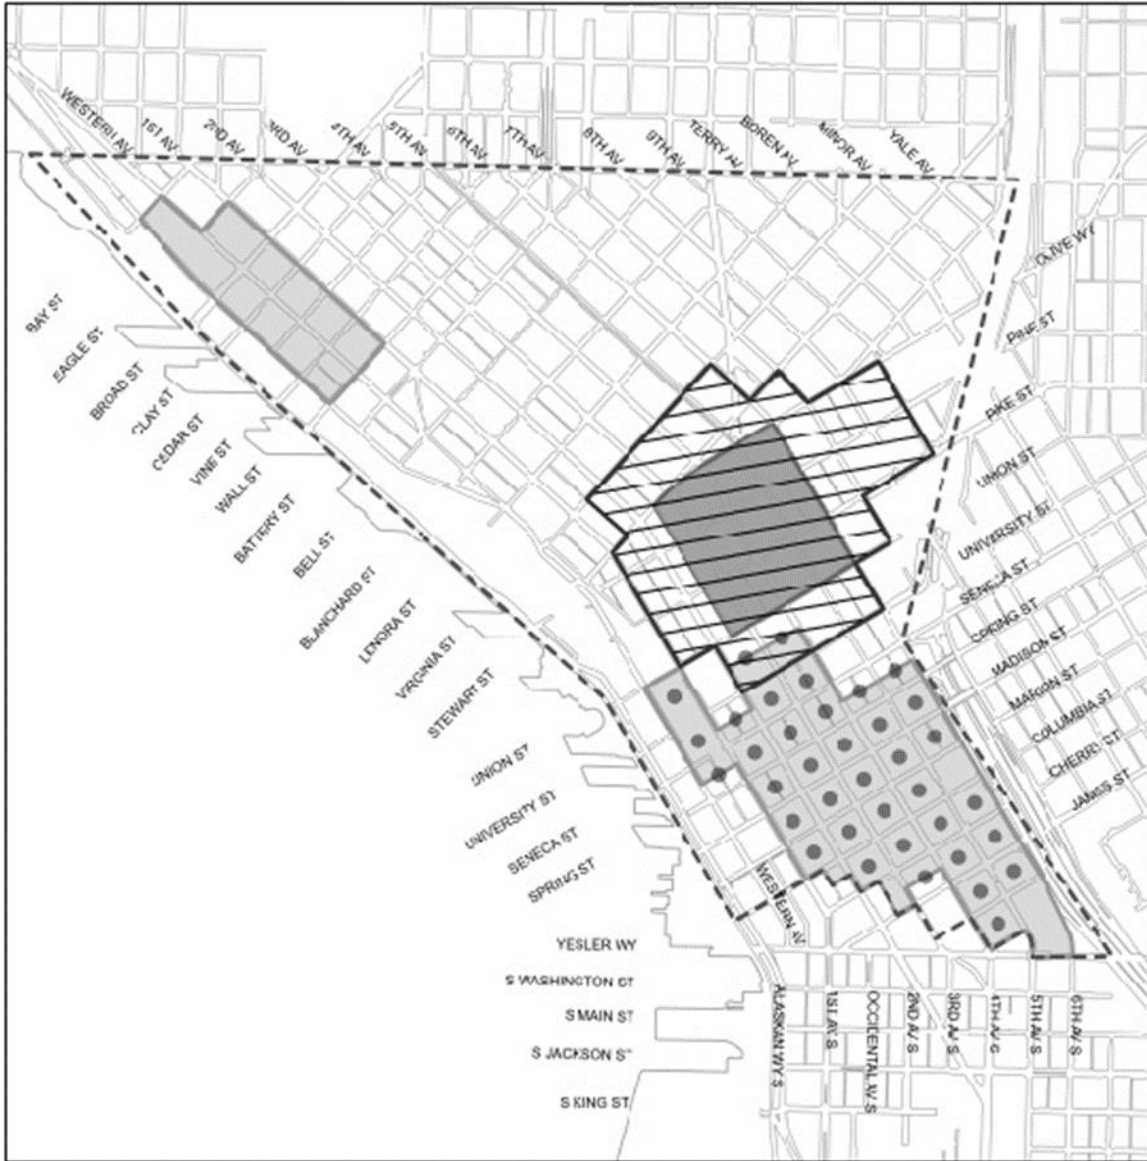 WESTERN AV
1ST AV
2ND AV
3RD AV
4TH AV
5TH AV
6TH AV
7TH AV
8TH AV
9TH AV
TERRY AV
BOREN AV
MINOR AV
YALE AV
OLIVE WY
PINE ST
PIKE ST
UNION ST
UNIVERSITY ST
SENECA ST
SPRING ST
MADISON ST
MARION ST
COLUMBIA ST
CHERRY ST
JAMES ST
BAY ST
EAGLE ST
BROAD ST
CLAY ST
CEDAR ST
VINE ST
WALL ST
BATTERY ST
BELL ST
BLANCHARD ST
LENORA ST
VIRGINIA ST
STEWART ST
UNION ST
UNIVERSITY ST
SENECA ST
SPRING ST
WESTERN AV
YESLER WY
S WASHINGTON ST
S MAIN ST
S JACKSON ST
S KING ST
ALASKAN WY S
1ST AV S
OCCIDENTAL AV S
2ND AV S
3RD AV S
4TH AV S
5TH AV S
6TH AV S